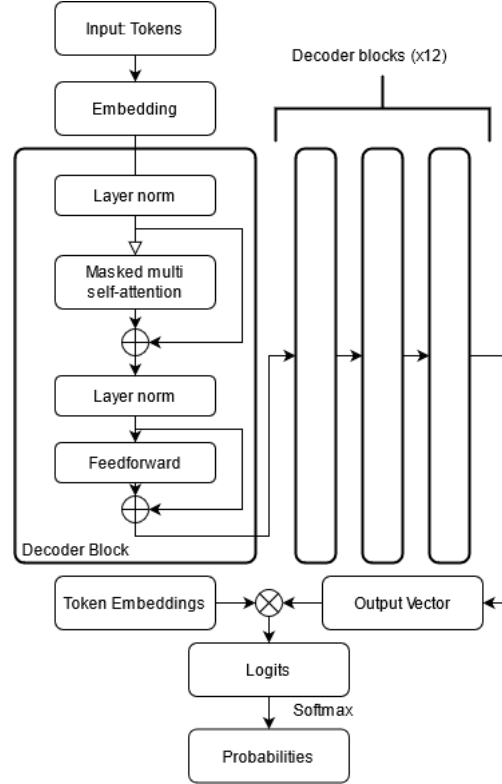 Input: Tokens
Decoder blocks (x12)
Embedding
Layer norm
Masked multi
self-attention
Layer norm
Feedforward
Decoder Block
Token Embeddings
Output Vector
Logits
Softmax
Probabilities